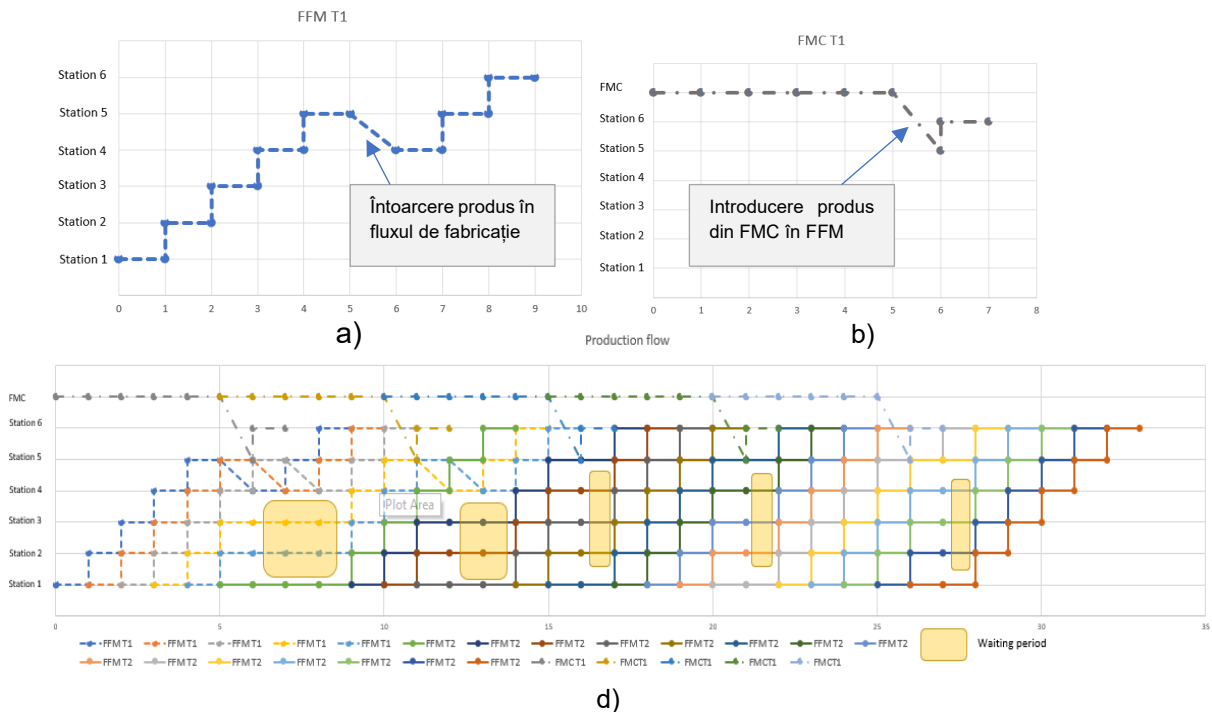 FFM T1
Station 6
Station 5
Station 4
Station 3
Station 2
Station 1
0 1 2 3 4 5 6 7 8 9 10
Întoarcere produs în
fluxul de fabricație
a)
FMC T1
FMC
Station 6
Station 5
Station 4
Station 3
Station 2
Station 1
0 1 2 3 4 5 6 7 8
Introducere produs
din FMC în FFM
b)
Production flow
FMC
Station 6
Station 5
Station 4
Station 3
Station 2
Station 1
Plot Area
0 5 10 15 20 25 30 35
FFMT1 FFMT1 FFMT1 FFMT1 FFMT1 FFMT2 FFMT2 FFMT2 FFMT2 FFMT2 FFMT2 FFMT2 FFMT2
FFMT2 FFMT2 FFMT2 FFMT2 FFMT2 FFMT2 FFMT2 FMCT1 FMCT1 FMCT1 FMCT1 FMCT1
Waiting period
d)